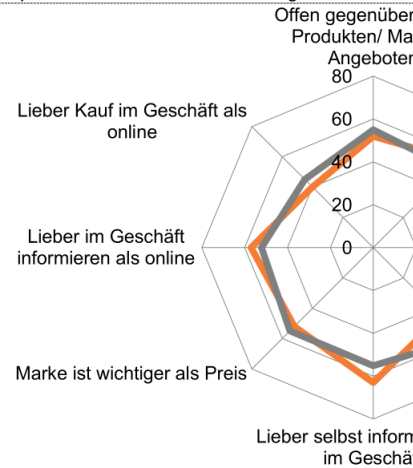 Offen gegenüber
Produkten/ Ma
Angeboten
80
Lieber Kauf im Geschäft als
online
60
40
20
Lieber im Geschäft
informieren als online
0
Marke ist wichtiger als Preis
Lieber selbst inform
im Geschä